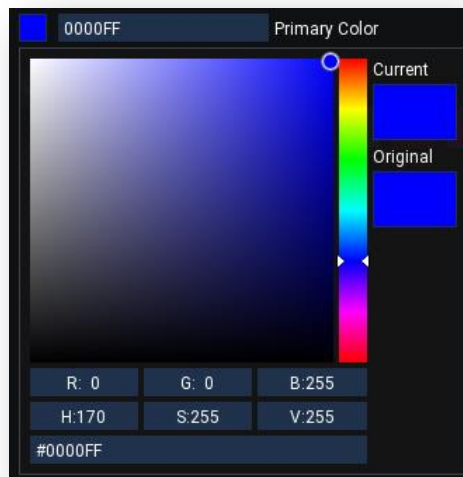 0000FF Primary Color
Current
Original
R: 0 G: 0 B:255
H:170 S:255 V:255
#0000FF